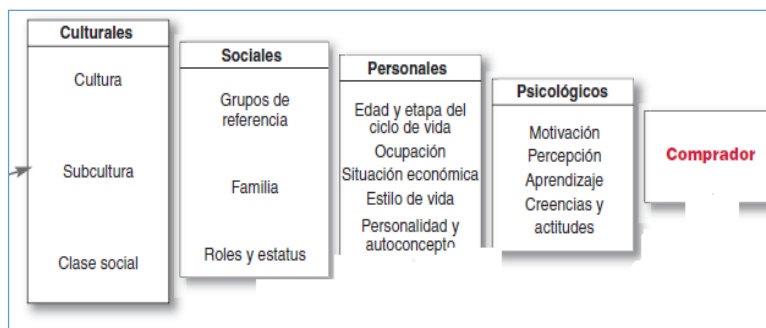 Culturales
Cultura
Subcultura
Clase social
Sociales
Grupos de
referencia
Familia
Roles y estatus
Personales
Edad y etapa del
ciclo de vida
Ocupación
Situación económica
Estilo de vida
Personalidad y
autoconcepto
Psicológicos
Motivación
Percepción
Aprendizaje
Creencias y
actitudes
Comprador